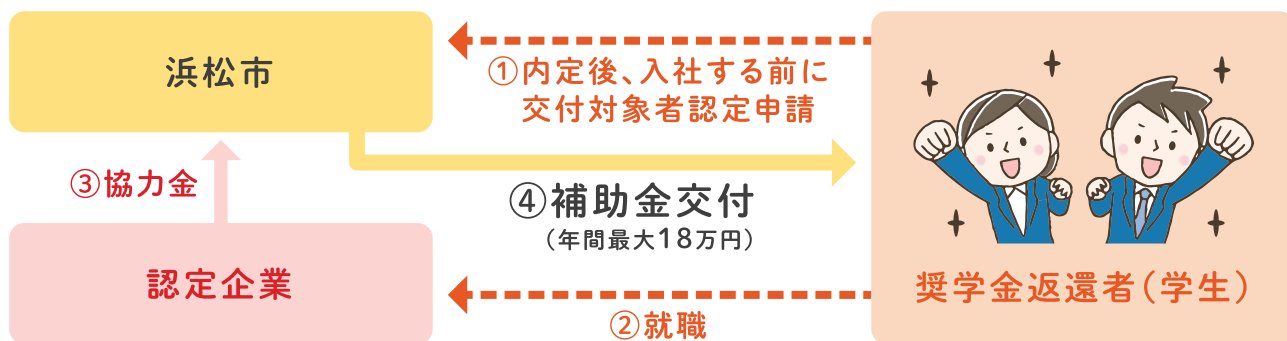 浜松市
①内定後、入社する前に
交付対象者認定申請
③協力金
④補助金交付
（年間最大18万円）
認定企業
②就職
奨学金返還者（学生）